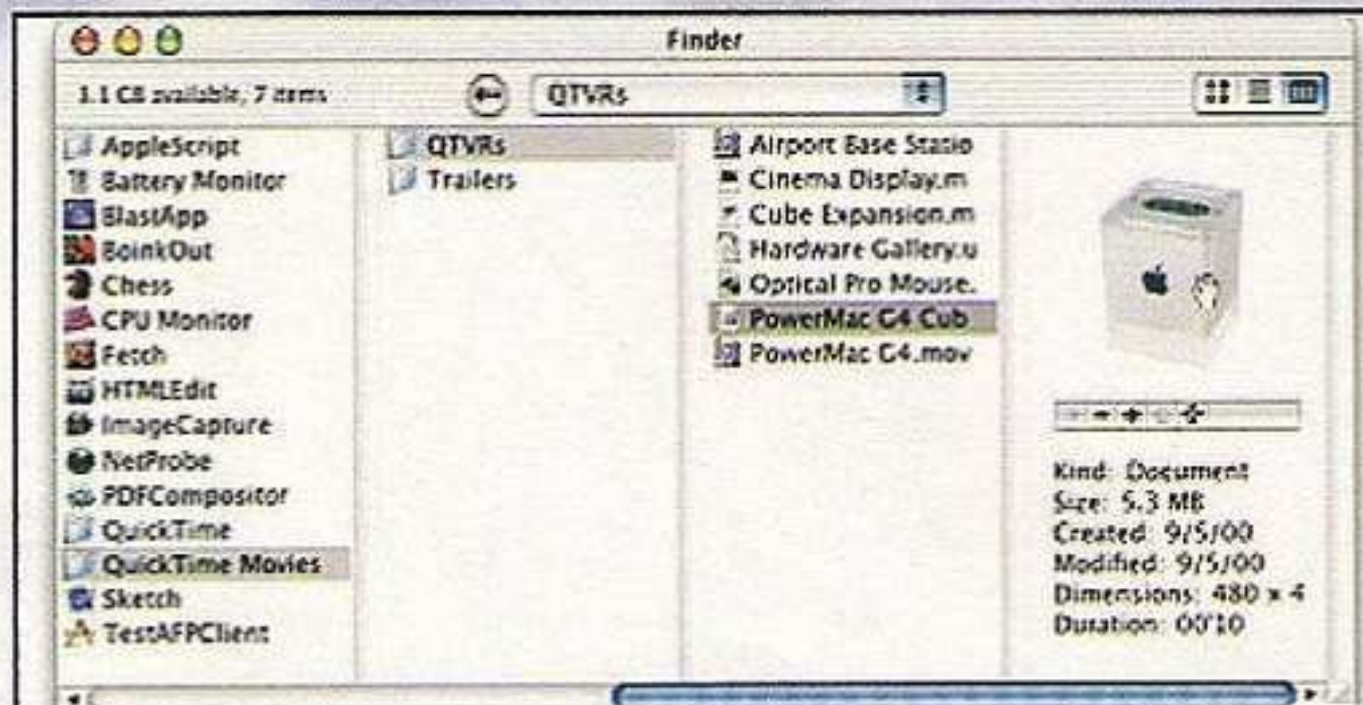 Finder
1.1 GB available, 7 items
QTVRs
AppleScript
Battery Monitor
BlastApp
BoinkOut
Chess
CPU Monitor
Fetch
HTMLEdit
ImageCapture
NetProbe
PDFCompositor
QuickTime
QuickTime Movies
Sketch
TestAFPClient
QTVRs
Trailers
Airport Base Statio
Cinema Display.m
Cube Expansion.m
Hardware Gallery.u
Optical Pro Mouse.
PowerMac G4 Cub
PowerMac G4.mov
Kind: Document
Size: 5.3 MB
Created: 9/5/00
Modified: 9/5/00
Dimensions: 480 x 4
Duration: 00'10